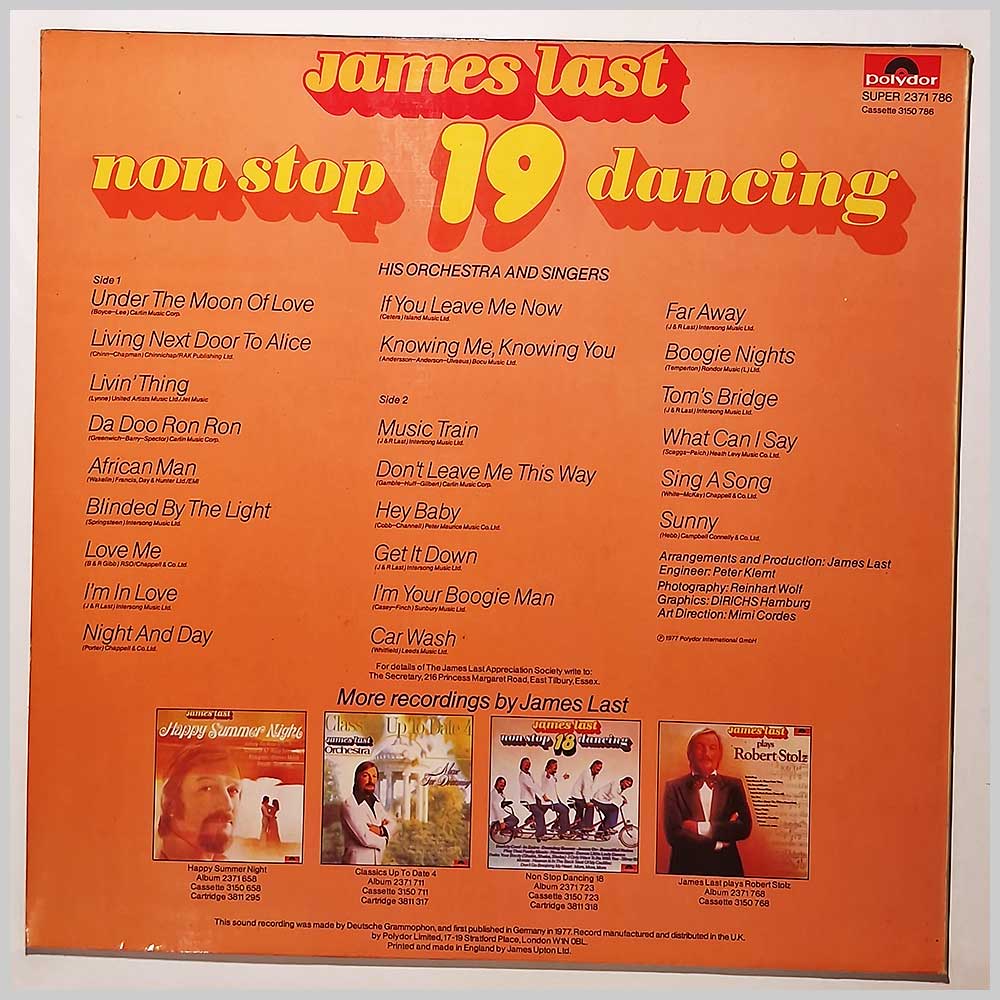 james last
non stop 19 dancing
polydor
SUPER 2371 786
Cassette 3150 786
HIS ORCHESTRA AND SINGERS
Side 1
Under The Moon Of Love
(Boyce–Lee) Carlin Music Corp.
Living Next Door To Alice
(Chinn–Chapman) Chinnichap/RAK Publishing Ltd.
Livin' Thing
(Lynne) United Artists Music Ltd./Jet Music
Da Doo Ron Ron
(Greenwich–Barry–Spector) Carlin Music Corp.
African Man
(Wakelin) Francis, Day & Hunter Ltd./EMI
Blinded By The Light
(Springsteen) Intersong Music Ltd.
Love Me
(B & R Gibb) RSO/Chappell & Co. Ltd.
I'm In Love
(J & R Last) Intersong Music Ltd.
Night And Day
(Porter) Chappell & Co. Ltd.
If You Leave Me Now
(Cetera) Island Music Ltd.
Knowing Me, Knowing You
(Andersson–Anderson–Ulvaeus) Bocu Music Ltd.
Side 2
Music Train
(J & R Last) Intersong Music Ltd.
Don't Leave Me This Way
(Gamble–Huff–Gilbert) Carlin Music Corp.
Hey Baby
(Cobb–Channell) Peter Maurice Music Co. Ltd.
Get It Down
(J & R Last) Intersong Music Ltd.
I'm Your Boogie Man
(Casey–Finch) Sunbury Music Ltd.
Car Wash
(Whitfield) Leeds Music Ltd.
Far Away
(J & R Last) Intersong Music Ltd.
Boogie Nights
(Temperton) Rondor Music (L) Ltd.
Tom's Bridge
(J & R Last) Intersong Music Ltd.
What Can I Say
(Scaggs–Paich) Heath Levy Music Co. Ltd.
Sing A Song
(White–McKay) Chappell & Co. Ltd.
Sunny
(Hebb) Campbell Connelly & Co. Ltd.
Arrangements and Production: James Last
Engineer: Peter Klemt
Photography: Reinhart Wolf
Graphics: DIRICHS Hamburg
Art Direction: Mimi Cordes
℗ 1977 Polydor International GmbH
For details of The James Last Appreciation Society write to:
The Secretary, 216 Princess Margaret Road, East Tilbury, Essex.
More recordings by James Last
james last
Happy Summer Night
Classics Up To Date 4
james last
Orchestra
james last
non stop 18 dancing
james last
plays
Robert Stolz
Happy Summer Night
Album 2371 658
Cassette 3150 658
Cartridge 3811 295
Classics Up To Date 4
Album 2371 711
Cassette 3150 711
Cartridge 3811 317
Non Stop Dancing 18
Album 2371 723
Cassette 3150 723
Cartridge 3811 318
James Last plays Robert Stolz
Album 2371 768
Cassette 3150 768
This sound recording was made by Deutsche Grammophon, and first published in Germany in 1977. Record manufactured and distributed in the U.K.
by Polydor Limited, 17-19 Stratford Place, London W1N 0BL.
Printed and made in England by James Upton Ltd.